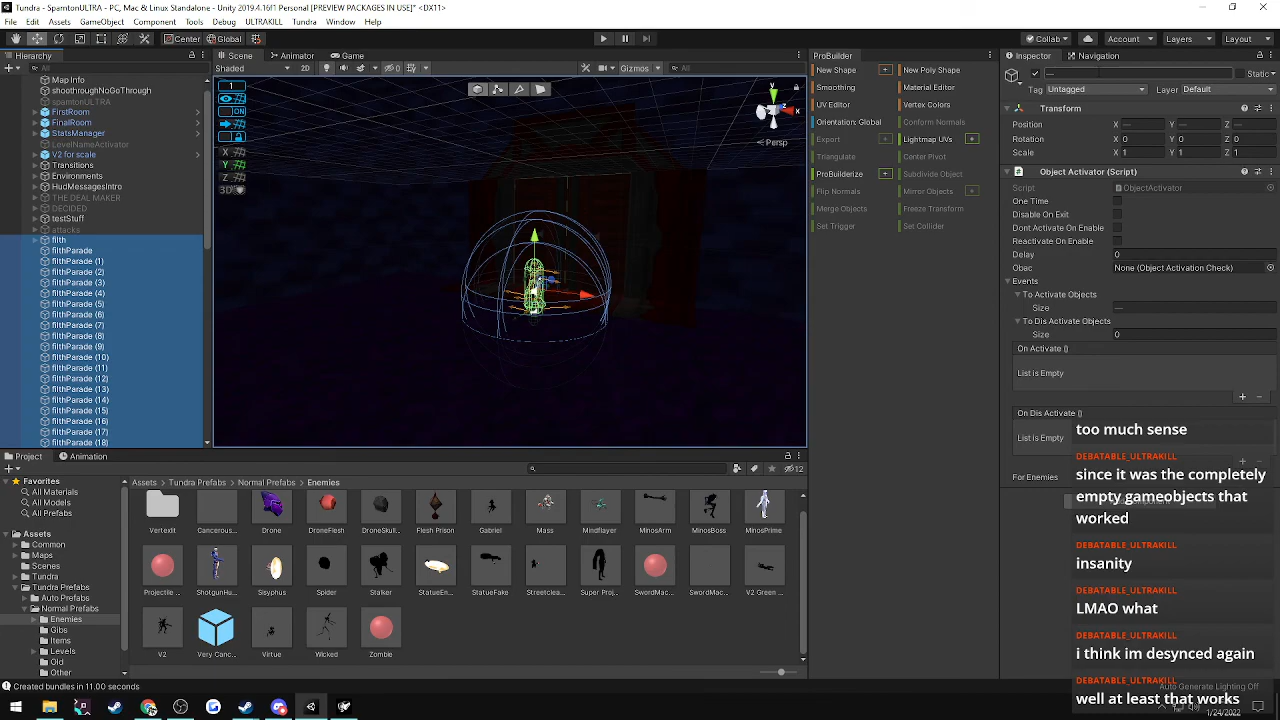 Tundra - SpamtonULTRA - PC, Mac & Linux Standalone - Unity 2019.4.16f1 Personal [PREVIEW PACKAGES IN USE]* <DX11>
File Edit Assets GameObject Component Tools Debug ULTRAKILL Tundra Window Help
Center Global Collab Account Layers Layout
Hierarchy Scene Animator Game ProBuilder Inspector Navigation
All
Shaded 2D 0 Gizmos All
Map Info
shoothroughNoGoThrough
spamtonULTRA
FirstRoom
FinalRoom
StatsManager
LevelNameActivator
V2 for scale
Transitions
Environments
HudMessagesIntro
THE DEAL MAKER
DECIDED
testStuff
attacks
filth
filthParade
filthParade (1)
filthParade (2)
filthParade (3)
filthParade (4)
filthParade (5)
filthParade (6)
filthParade (7)
filthParade (8)
filthParade (9)
filthParade (10)
filthParade (11)
filthParade (12)
filthParade (13)
filthParade (14)
filthParade (15)
filthParade (16)
filthParade (17)
filthParade (18)
1
ON
X
Y
Z
3D
y
x
Persp
New Shape New Poly Shape
Smoothing Material Editor
UV Editor Vertex Colors
Orientation: Global Conform Normals
Export Lightmap UVs
Triangulate Center Pivot
ProBuilderize Subdivide Object
Flip Normals Mirror Objects
Merge Objects Freeze Transform
Set Trigger Set Collider
— Static
Tag Untagged Layer Default
Transform
Position X — Y — Z —
Rotation X 0 Y 0 Z 0
Scale X 1 Y 1 Z 1
Object Activator (Script)
Script ObjectActivator
One Time
Disable On Exit
Dont Activate On Enable
Reactivate On Enable
Delay 0
Obac None (Object Activation Check)
Events
To Activate Objects
Size —
To Dis Activate Objects
Size 0
On Activate ()
List is Empty
On Dis Activate ()
List is Empty
For Enemies
too much sense
DEBATABLE_ULTRAKILL
since it was the completely
empty gameobjects that
worked
DEBATABLE_ULTRAKILL
insanity
DEBATABLE_ULTRAKILL
LMAO what
DEBATABLE_ULTRAKILL
i think im desynced again
DEBATABLE_ULTRAKILL
well at least that works
Auto Generate Lighting Off
Project Animation
12
Favorites
All Materials
All Models
All Prefabs
Assets
Common
Maps
Scenes
Tundra
Tundra Prefabs
Auto Prefabs
Normal Prefabs
Enemies
Gibs
Items
Levels
Old
Other
Assets > Tundra Prefabs > Normal Prefabs > Enemies
Vertexit Cancerous... Drone DroneFlesh DroneSkull... Flesh Prison Gabriel Mass Mindflayer MinosArm MinosBoss MinosPrime
Projectile ... ShotgunHu... Sisyphus Spider Stalker StatueEn... StatueFake Streetclea... Super Proj... SwordMac... SwordMac... V2 Green ...
V2 Very Canc... Virtue Wicked Zombie
Created bundles in 11.00 seconds
1/24/2022